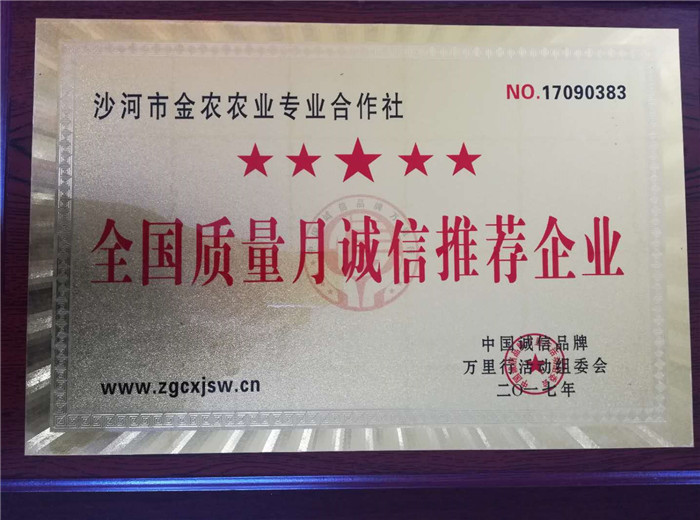 沙河市金农农业专业合作社
NO.17090383
全国质量月诚信推荐企业
中国诚信品牌
万里行活动组委会
二〇一七年
www.zgcxjsw.cn